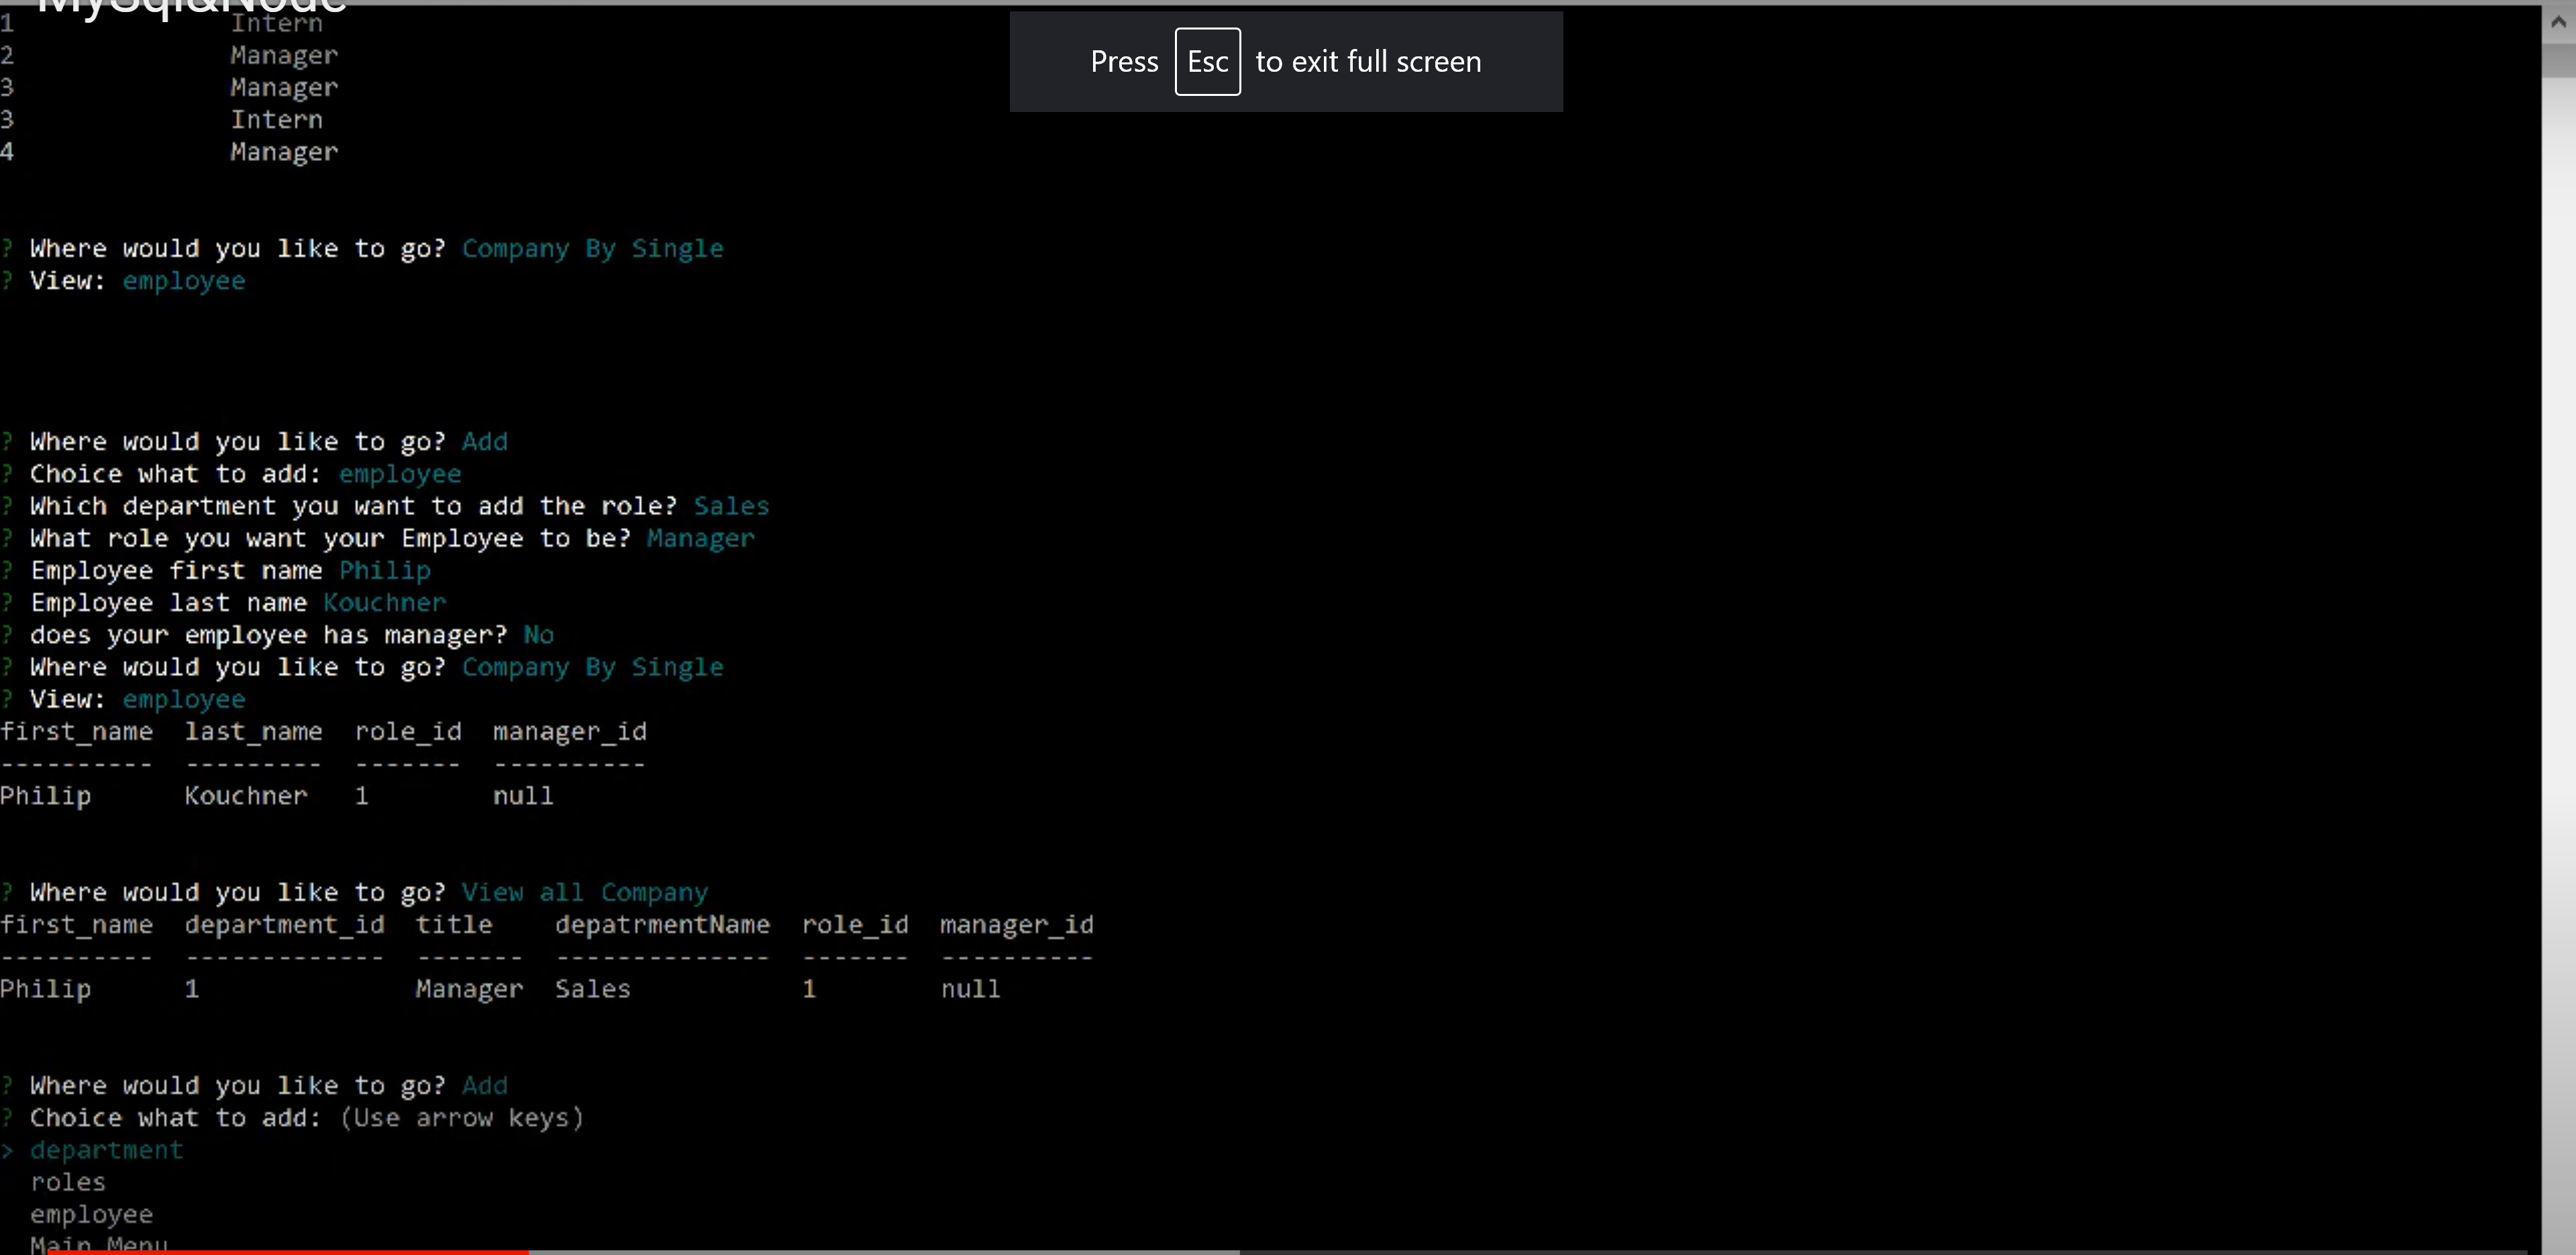 MySql&Node
Press Esc to exit full screen
1 Intern
2 Manager
3 Manager
3 Intern
4 Manager
? Where would you like to go? Company By Single
? View: employee
? Where would you like to go? Add
? Choice what to add: employee
? Which department you want to add the role? Sales
? What role you want your Employee to be? Manager
? Employee first name Philip
? Employee last name Kouchner
? does your employee has manager? No
? Where would you like to go? Company By Single
? View: employee
first_name last_name role_id manager_id
---------- --------- ------- ----------
Philip Kouchner 1 null
? Where would you like to go? View all Company
first_name department_id title depatrmentName role_id manager_id
---------- ------------- ------- -------------- ------- ----------
Philip 1 Manager Sales 1 null
? Where would you like to go? Add
? Choice what to add: (Use arrow keys)
> department
roles
employee
Main Menu